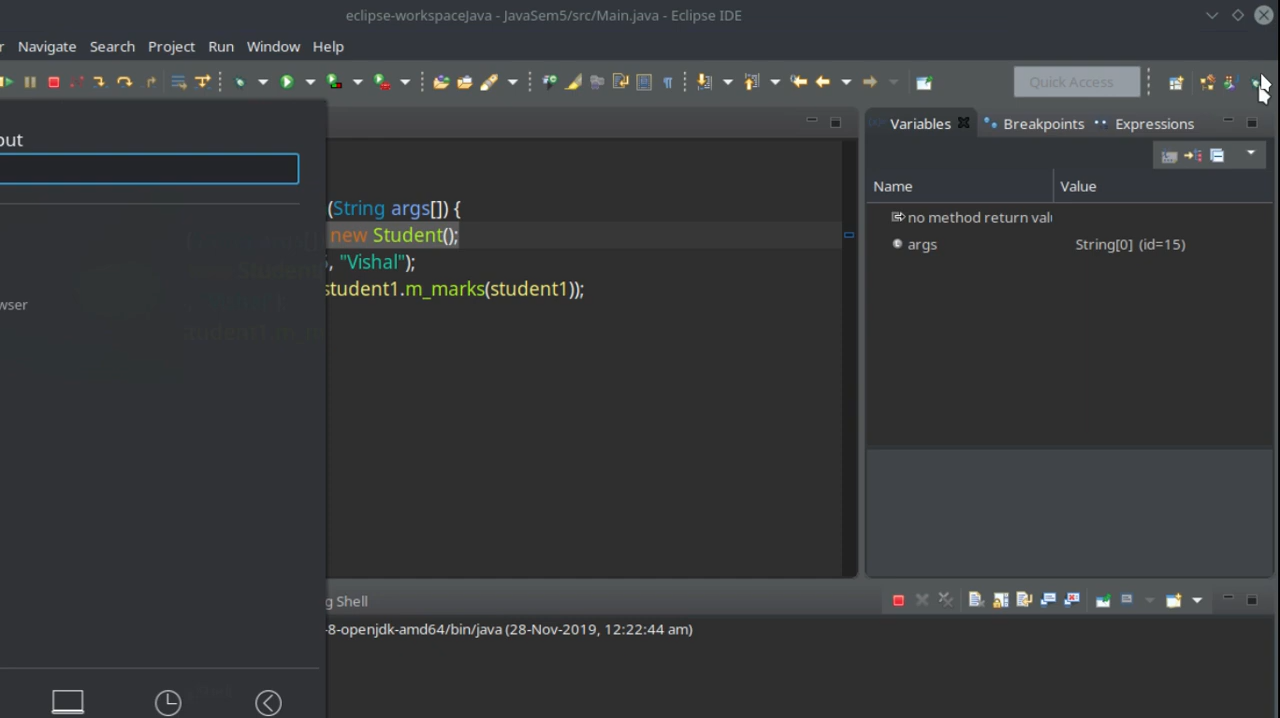 eclipse-workspaceJava - JavaSem5/src/Main.java - Eclipse IDE
r Navigate Search Project Run Window Help
Quick Access
out
Variables Breakpoints Expressions
Name Value
(String args[]) {
no method return valu
new Student();
args String[0] (id=15)
, "Vishal");
student1.m_marks(student1));
wser
g Shell
-8-openjdk-amd64/bin/java (28-Nov-2019, 12:22:44 am)